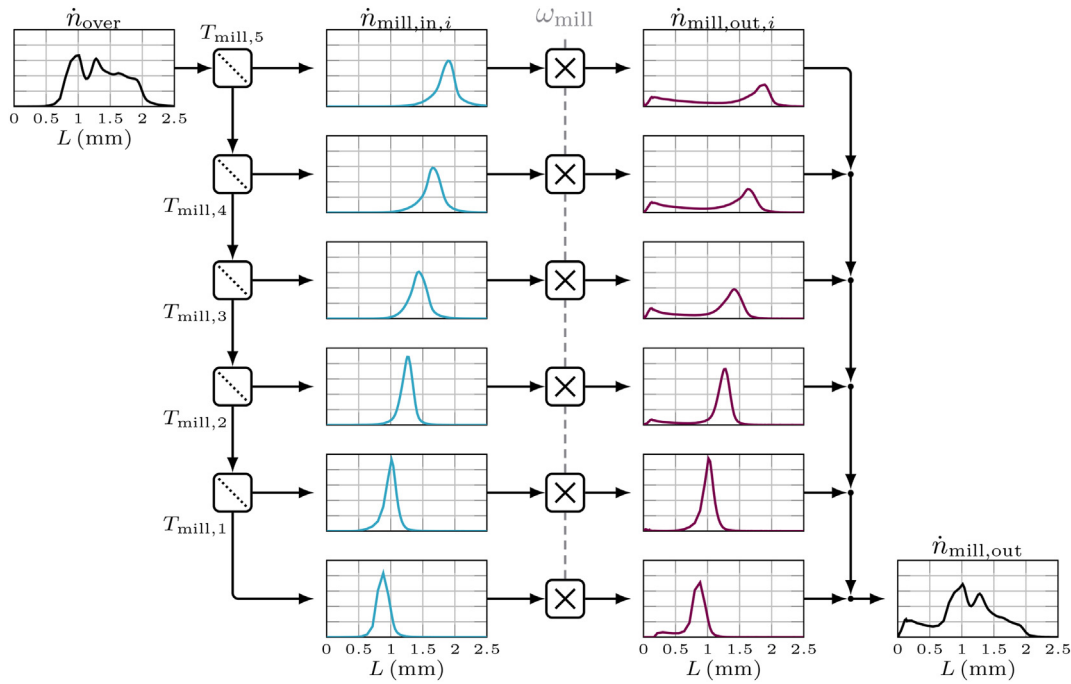 ṅover
Tmill,5
ṅmill,in,i
ωmill
ṅmill,out,i
0 0.5 1 1.5 2 2.5
L (mm)
Tmill,4
Tmill,3
Tmill,2
Tmill,1
ṅmill,out
0 0.5 1 1.5 2 2.5
L (mm)
0 0.5 1 1.5 2 2.5
L (mm)
0 0.5 1 1.5 2 2.5
L (mm)